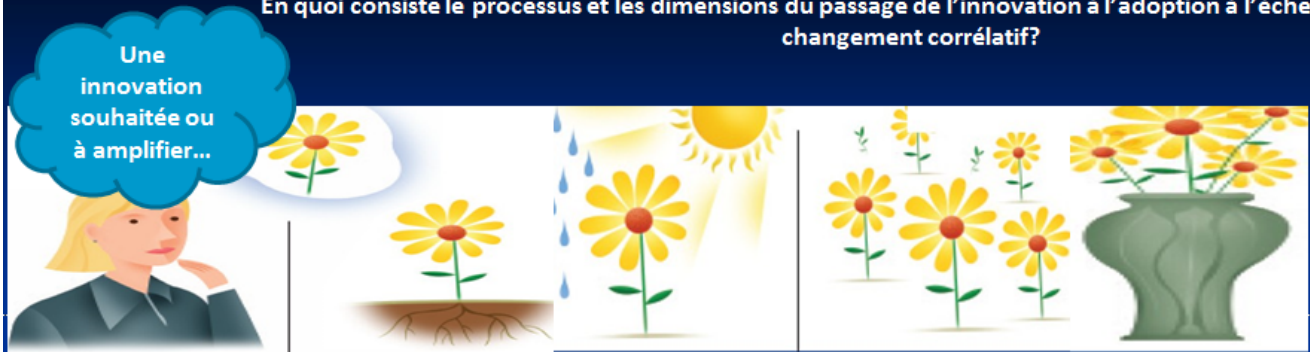 En quoi consiste le processus et les dimensions du passage de l'innovation à l'adoption à
changement corrélatif?
Une
innovation
souhaitée ou
à amplifier...